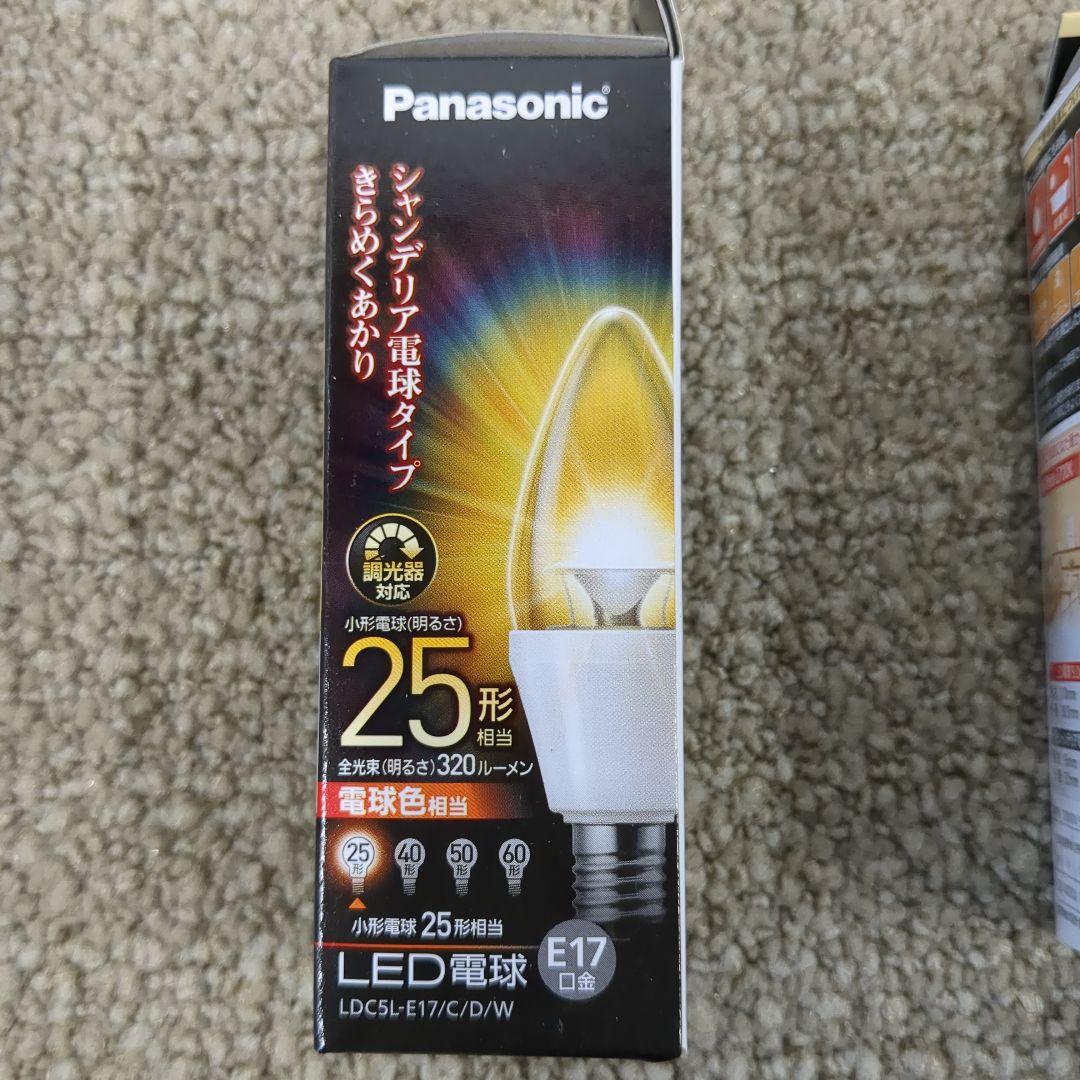 Panasonic®
シャンデリア電球タイプ
きらめくあかり
調光器
対応
小形電球(明るさ)
25形
相当
全光束(明るさ)320ルーメン
電球色相当
25
形
40
形
50
形
60
形
小形電球25形相当
LED電球
E17
口金
LDC5L-E17/C/D/W